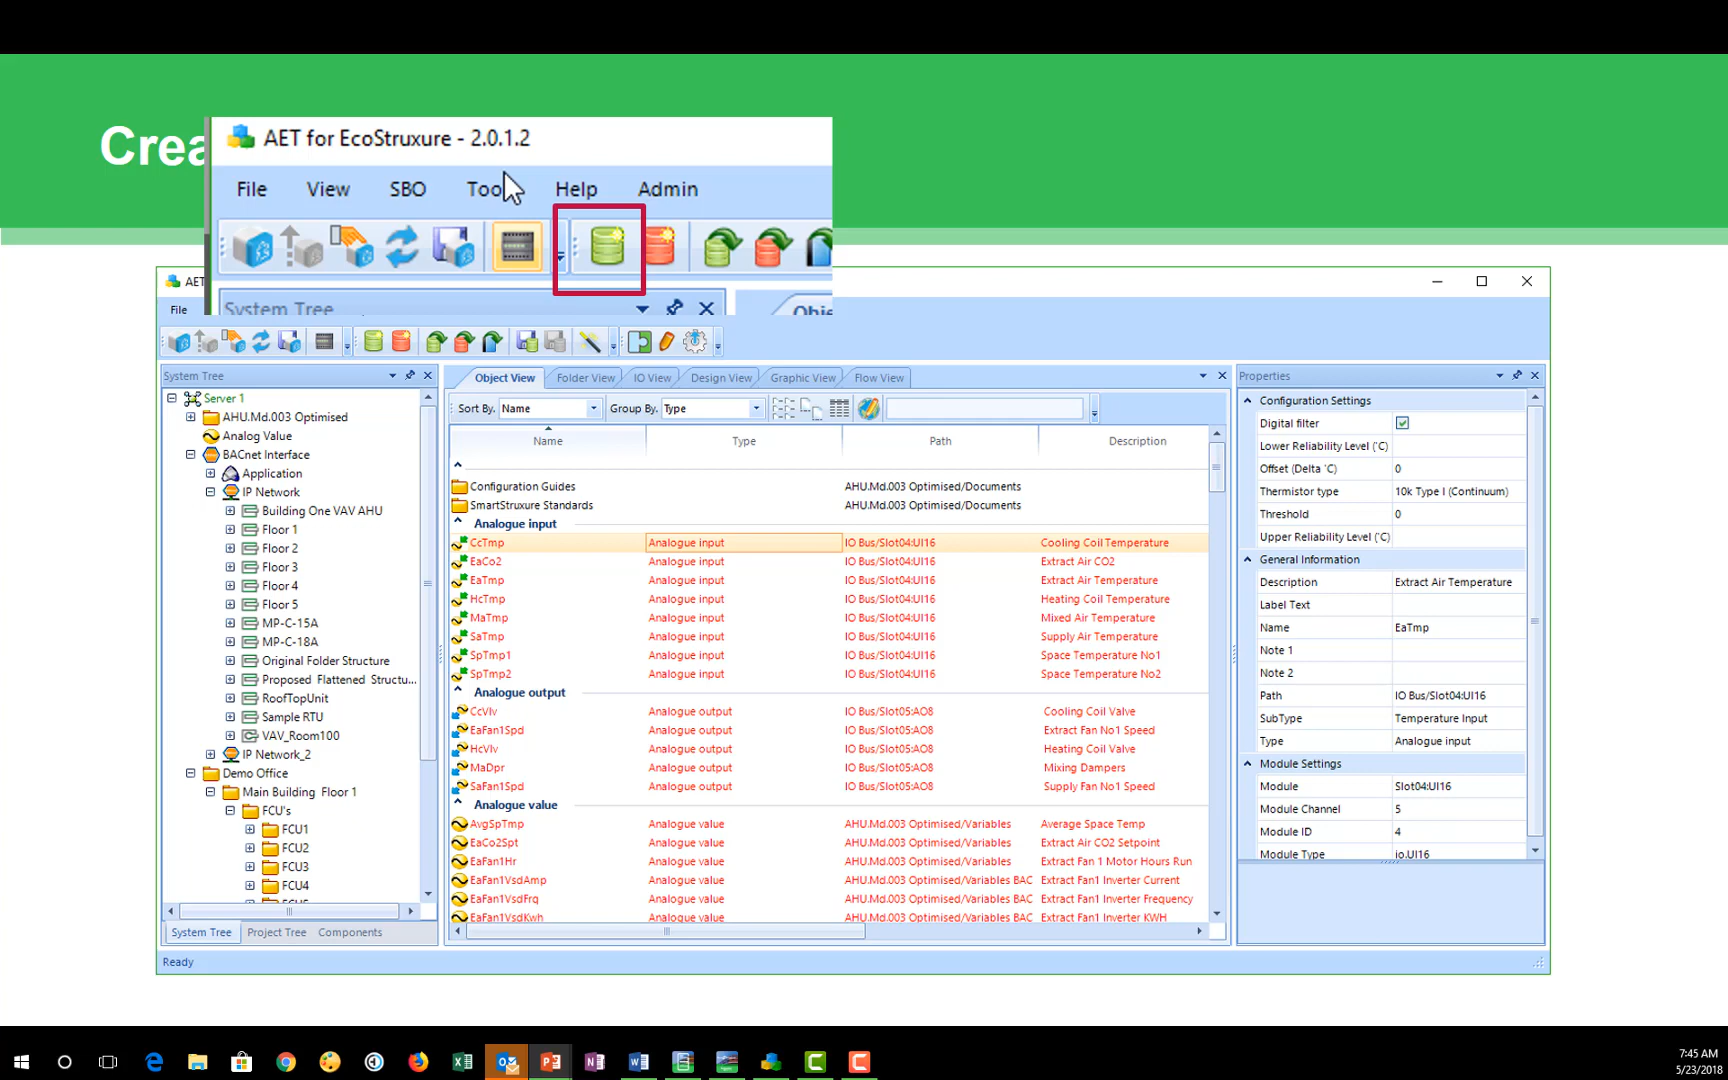 Crea
AET for EcoStruxure - 2.0.1.2
File View SBO Too Help Admin
System Tree
AET
File
System Tree
Server 1
AHU.Md.003 Optimised
Analog Value
BACnet Interface
Application
IP Network
Building One VAV AHU
Floor 1
Floor 2
Floor 3
Floor 4
Floor 5
MP-C-15A
MP-C-18A
Original Folder Structure
Proposed Flattened Structu...
RoofTopUnit
Sample RTU
VAV_Room100
IP Network_2
Demo Office
Main Building Floor 1
FCU's
FCU1
FCU2
FCU3
FCU4
System Tree Project Tree Components
Ready
Object View Folder View IO View Design View Graphic View Flow View
Sort By. Name Group By. Type
Name Type Path Description
Configuration Guides AHU.Md.003 Optimised/Documents
SmartStruxure Standards AHU.Md.003 Optimised/Documents
Analogue input
CcTmp Analogue input IO Bus/Slot04:UI16 Cooling Coil Temperature
EaCo2 Analogue input IO Bus/Slot04:UI16 Extract Air CO2
EaTmp Analogue input IO Bus/Slot04:UI16 Extract Air Temperature
HcTmp Analogue input IO Bus/Slot04:UI16 Heating Coil Temperature
MaTmp Analogue input IO Bus/Slot04:UI16 Mixed Air Temperature
SaTmp Analogue input IO Bus/Slot04:UI16 Supply Air Temperature
SpTmp1 Analogue input IO Bus/Slot04:UI16 Space Temperature No1
SpTmp2 Analogue input IO Bus/Slot04:UI16 Space Temperature No2
Analogue output
CcVlv Analogue output IO Bus/Slot05:AO8 Cooling Coil Valve
EaFan1Spd Analogue output IO Bus/Slot05:AO8 Extract Fan No1 Speed
HcVlv Analogue output IO Bus/Slot05:AO8 Heating Coil Valve
MaDpr Analogue output IO Bus/Slot05:AO8 Mixing Dampers
SaFan1Spd Analogue output IO Bus/Slot05:AO8 Supply Fan No1 Speed
Analogue value
AvgSpTmp Analogue value AHU.Md.003 Optimised/Variables Average Space Temp
EaCo2Spt Analogue value AHU.Md.003 Optimised/Variables Extract Air CO2 Setpoint
EaFan1Hr Analogue value AHU.Md.003 Optimised/Variables Extract Fan 1 Motor Hours Run
EaFan1VsdAmp Analogue value AHU.Md.003 Optimised/Variables BAC Extract Fan1 Inverter Current
EaFan1VsdFrq Analogue value AHU.Md.003 Optimised/Variables BAC Extract Fan1 Inverter Frequency
EaFan1VsdKwh Analogue value AHU.Md.003 Optimised/Variables BAC Extract Fan1 Inverter KWH
Properties
Configuration Settings
Digital filter
Lower Reliability Level (°C)
Offset (Delta °C) 0
Thermistor type 10k Type I (Continuum)
Threshold 0
Upper Reliability Level (°C)
General Information
Description Extract Air Temperature
Label Text
Name EaTmp
Note 1
Note 2
Path IO Bus/Slot04:UI16
SubType Temperature Input
Type Analogue input
Module Settings
Module Slot04:UI16
Module Channel 5
Module ID 4
Module Type io.UI16
7:45 AM
5/23/2018